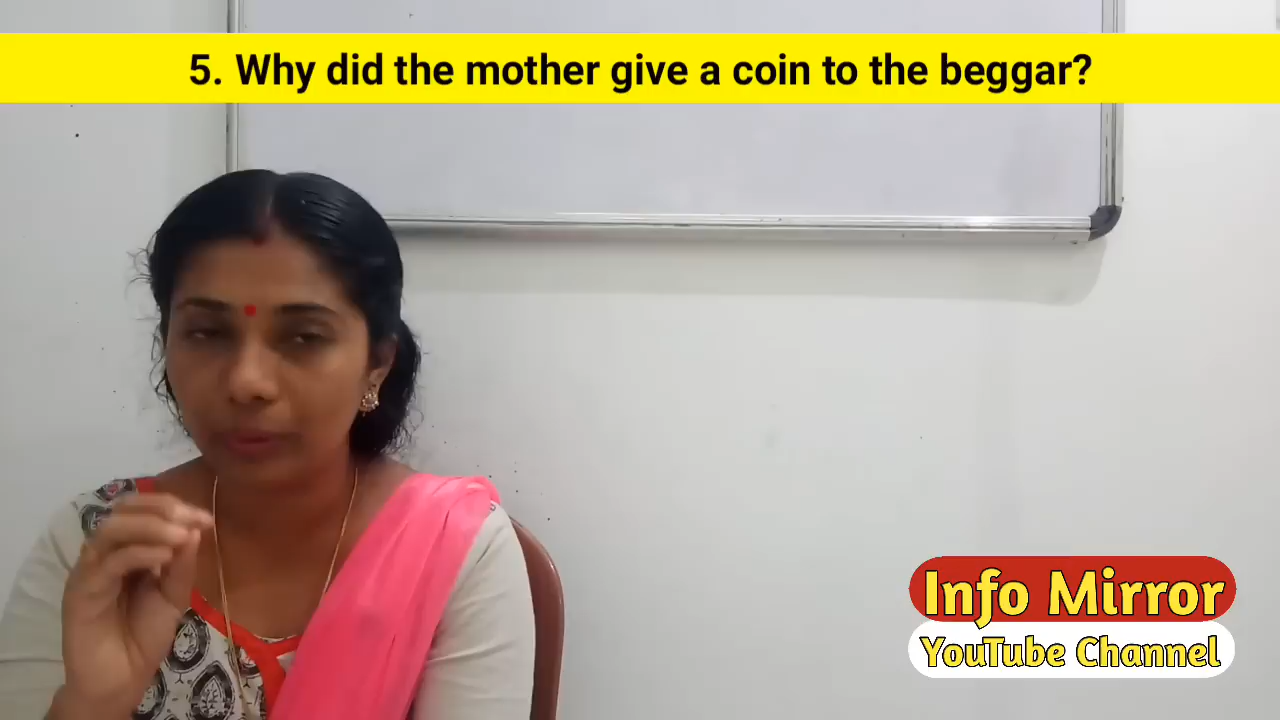 5. Why did the mother give a coin to the beggar?
Info Mirror
YouTube Channel